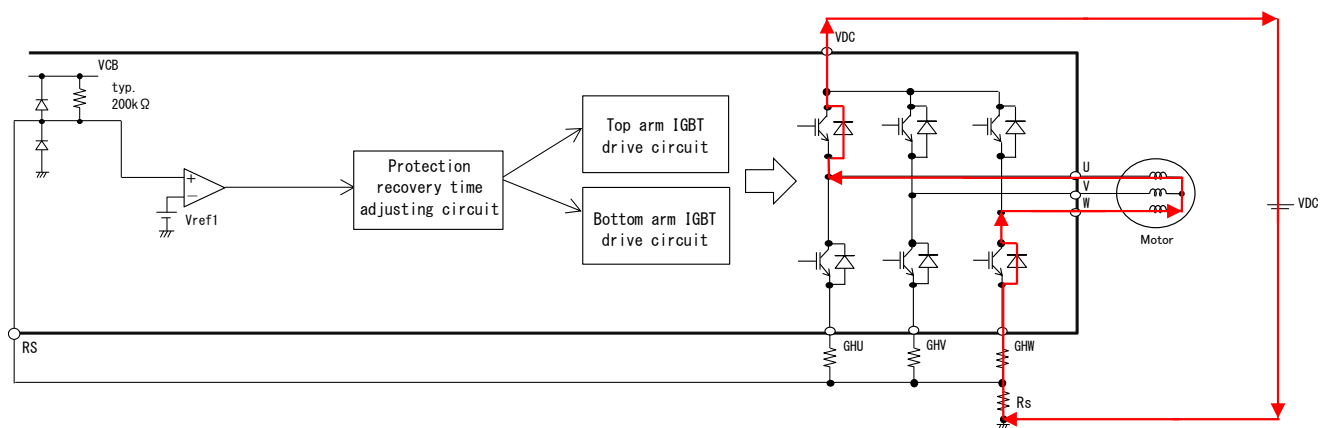 VDC
VCB
typ.
200kΩ
Top arm IGBT
drive circuit
Protection
recovery time
adjusting circuit
Bottom arm IGBT
drive circuit
+
−
Vref1
U
V
W
Motor
VDC
RS
GHU
GHV
GHW
Rs